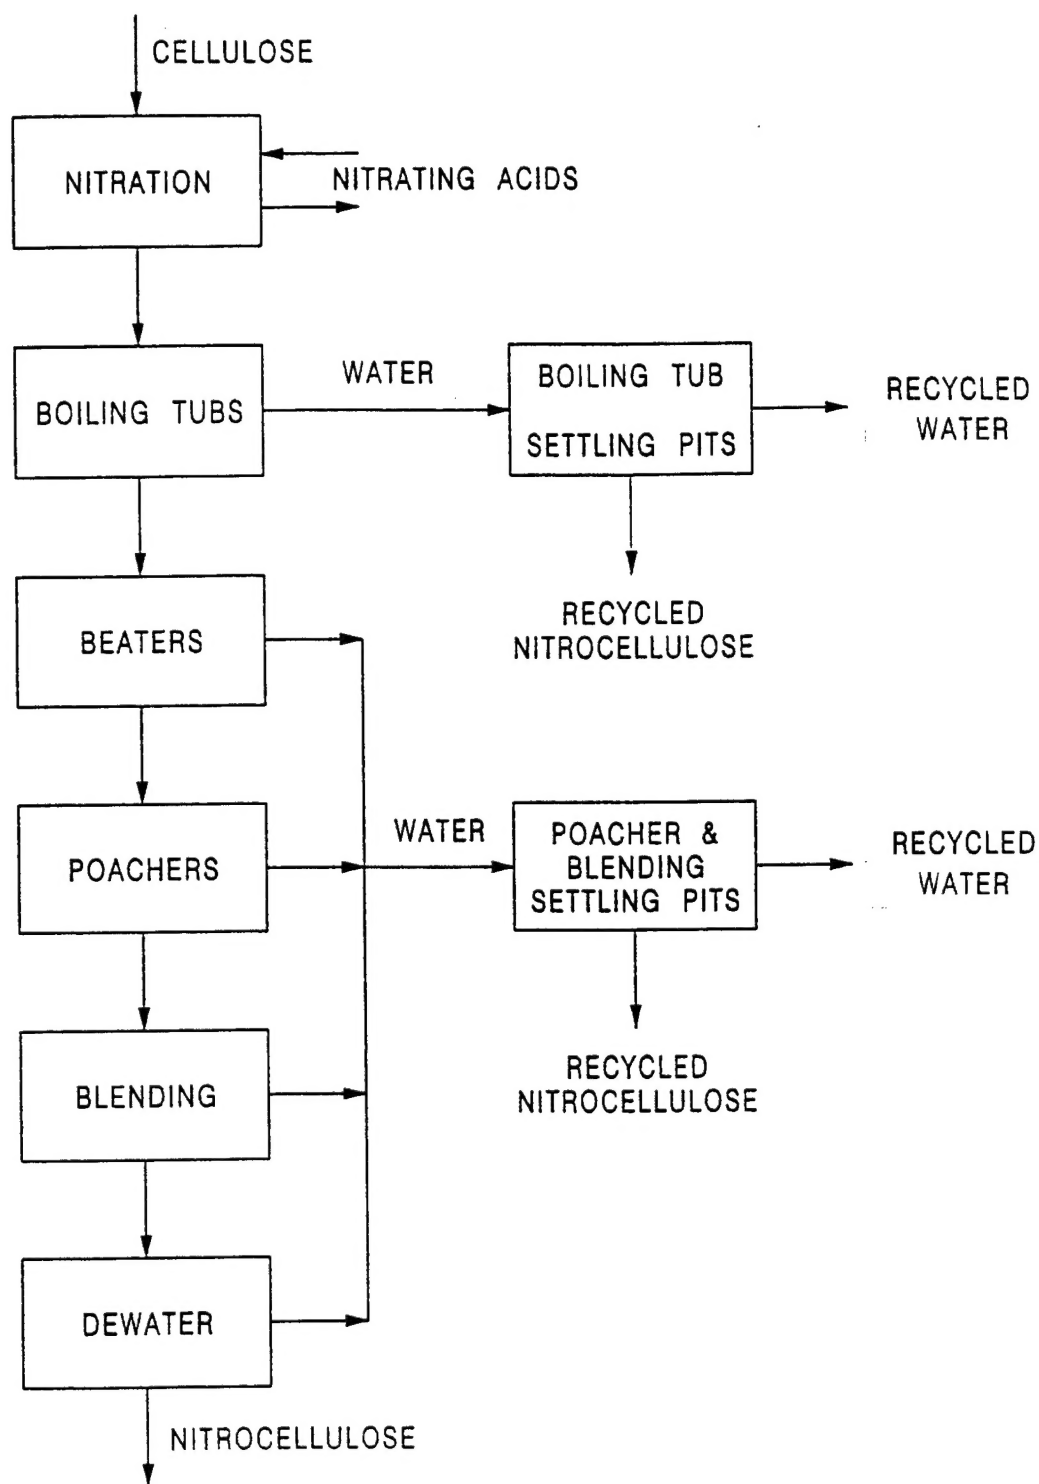 CELLULOSE
NITRATION
NITRATING ACIDS
BOILING TUBS
WATER
BOILING TUB
SETTLING PITS
RECYCLED
WATER
RECYCLED
NITROCELLULOSE
BEATERS
POACHERS
WATER
POACHER &
BLENDING
SETTLING PITS
RECYCLED
WATER
RECYCLED
NITROCELLULOSE
BLENDING
DEWATER
NITROCELLULOSE